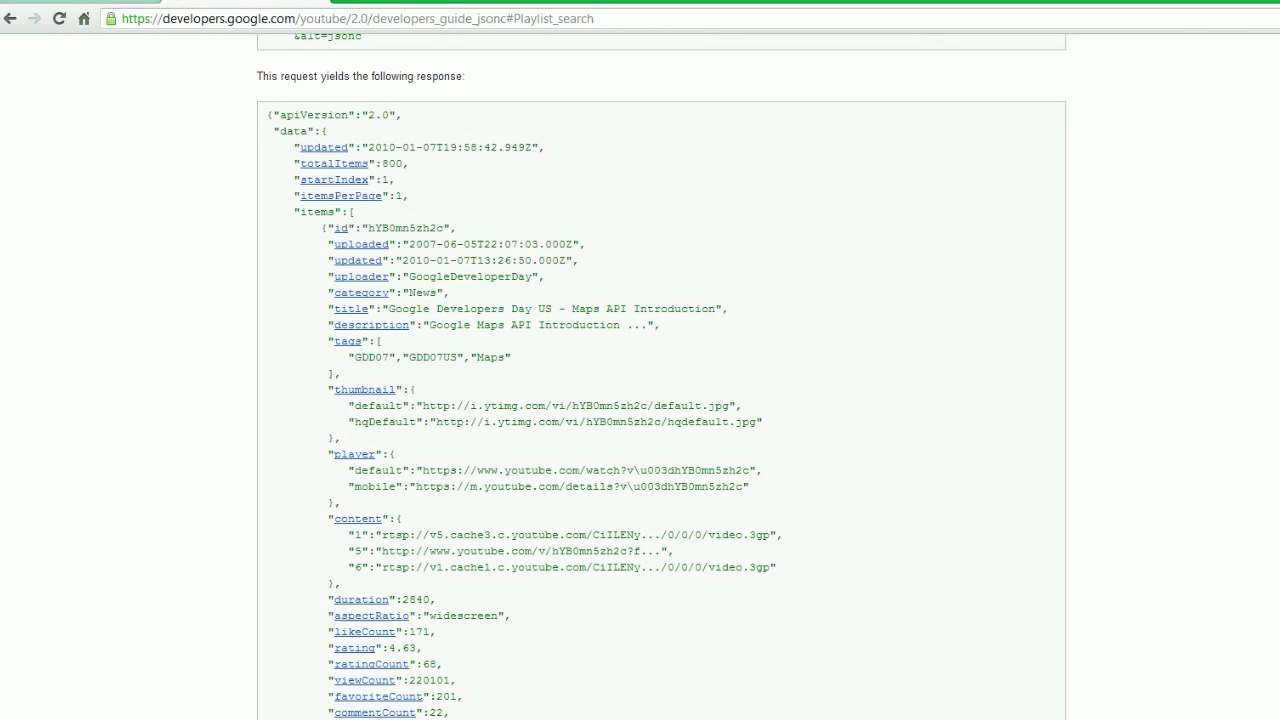 https://developers.google.com/youtube/2.0/developers_guide_jsonc#Playlist_search
&alt=jsonc
This request yields the following response:
{"apiVersion":"2.0",
"data":{
"updated":"2010-01-07T19:58:42.949Z",
"totalItems":800,
"startIndex":1,
"itemsPerPage":1,
"items":[
{"id":"hYB0mn5zh2c",
"uploaded":"2007-06-05T22:07:03.000Z",
"updated":"2010-01-07T13:26:50.000Z",
"uploader":"GoogleDeveloperDay",
"category":"News",
"title":"Google Developers Day US - Maps API Introduction",
"description":"Google Maps API Introduction ...",
"tags":[
"GDD07","GDD07US","Maps"
],
"thumbnail":{
"default":"http://i.ytimg.com/vi/hYB0mn5zh2c/default.jpg",
"hqDefault":"http://i.ytimg.com/vi/hYB0mn5zh2c/hqdefault.jpg"
},
"player":{
"default":"https://www.youtube.com/watch?v\u003dhYB0mn5zh2c",
"mobile":"https://m.youtube.com/details?v\u003dhYB0mn5zh2c"
},
"content":{
"1":"rtsp://v5.cache3.c.youtube.com/CiILENy.../0/0/0/video.3gp",
"5":"http://www.youtube.com/v/hYB0mn5zh2c?f...",
"6":"rtsp://v1.cache1.c.youtube.com/CiILENy.../0/0/0/video.3gp"
},
"duration":2840,
"aspectRatio":"widescreen",
"likeCount":171,
"rating":4.63,
"ratingCount":68,
"viewCount":220101,
"favoriteCount":201,
"commentCount":22,